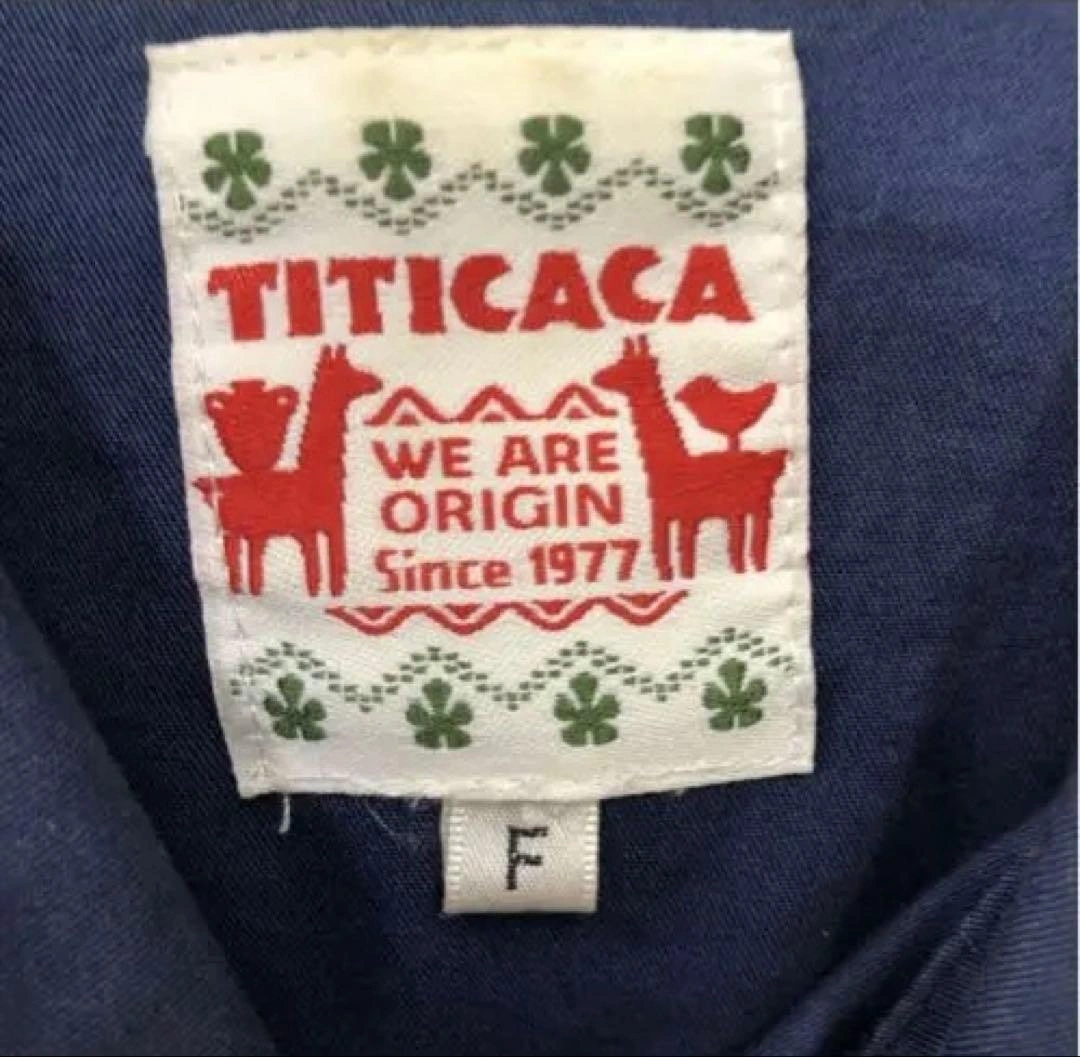 TITICACA
WE ARE
ORIGIN
Since 1977
F